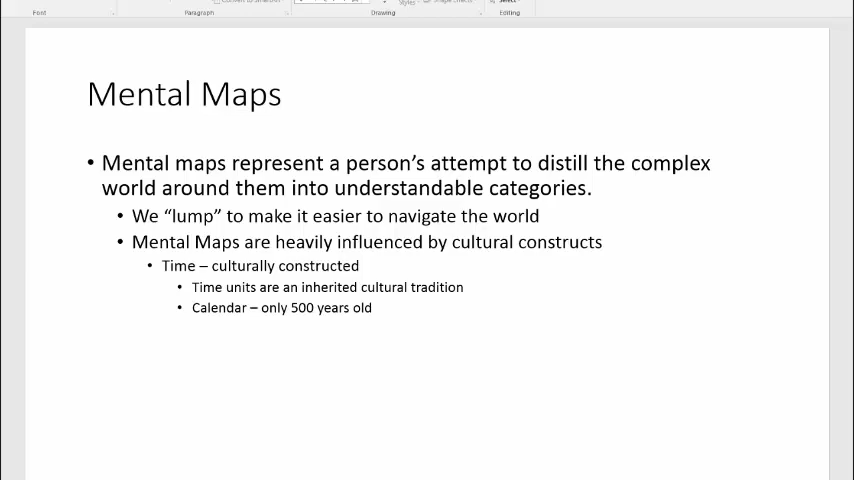 Font
Paragraph
Drawing
Editing
Mental Maps
• Mental maps represent a person’s attempt to distill the complex
world around them into understandable categories.
• We “lump” to make it easier to navigate the world
• Mental Maps are heavily influenced by cultural constructs
• Time – culturally constructed
• Time units are an inherited cultural tradition
• Calendar – only 500 years old